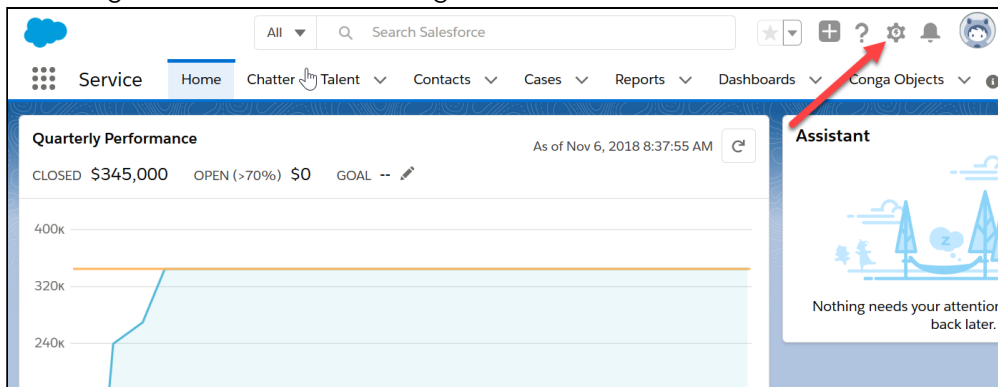 All
Search Salesforce
Service
Home
Chatter
Talent
Contacts
Cases
Reports
Dashboards
Conga Objects
Quarterly Performance
As of Nov 6, 2018 8:37:55 AM
CLOSED $345,000 OPEN (>70%) $0 GOAL --
400K
320K
240K
Assistant
z
Nothing needs your attention
back later.